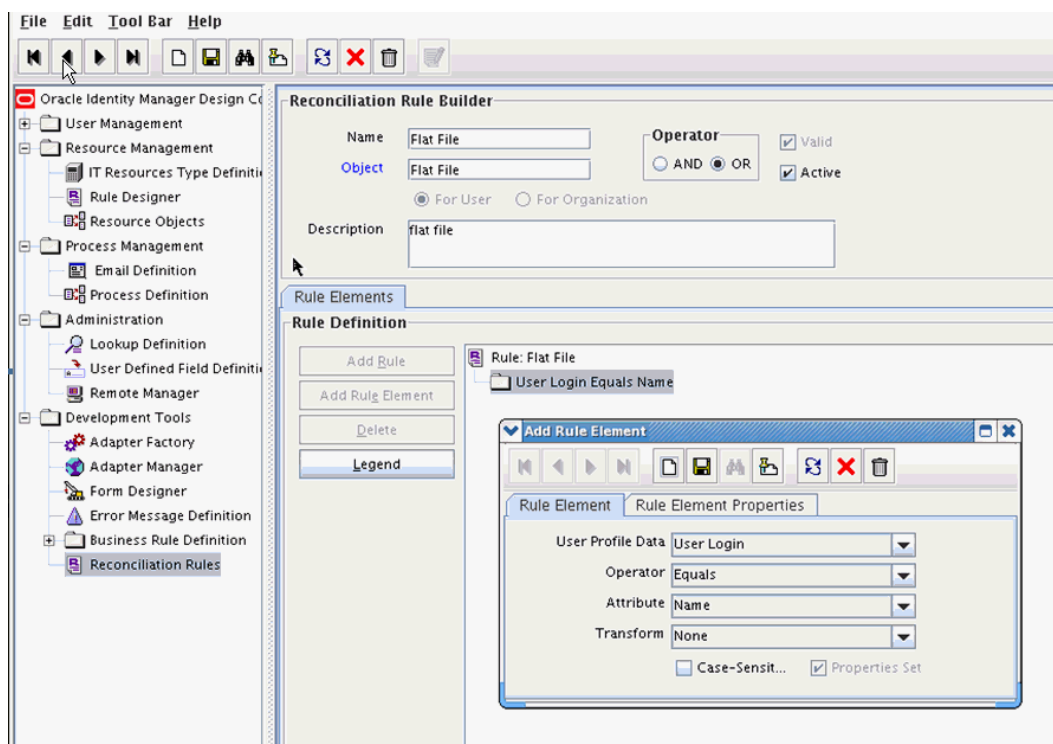 File Edit Tool Bar Help
Oracle Identity Manager Design Co
User Management
Resource Management
IT Resources Type Definiti
Rule Designer
Resource Objects
Process Management
Email Definition
Process Definition
Administration
Lookup Definition
User Defined Field Definiti
Remote Manager
Development Tools
Adapter Factory
Adapter Manager
Form Designer
Error Message Definition
Business Rule Definition
Reconciliation Rules
Reconciliation Rule Builder
Name Flat File
Object Flat File
Operator
AND OR
Valid
Active
For User For Organization
Description flat file
Rule Elements
Rule Definition
Add Rule
Add Rule Element
Delete
Legend
Rule: Flat File
User Login Equals Name
Add Rule Element
Rule Element Rule Element Properties
User Profile Data User Login
Operator Equals
Attribute Name
Transform None
Case-Sensit... Properties Set